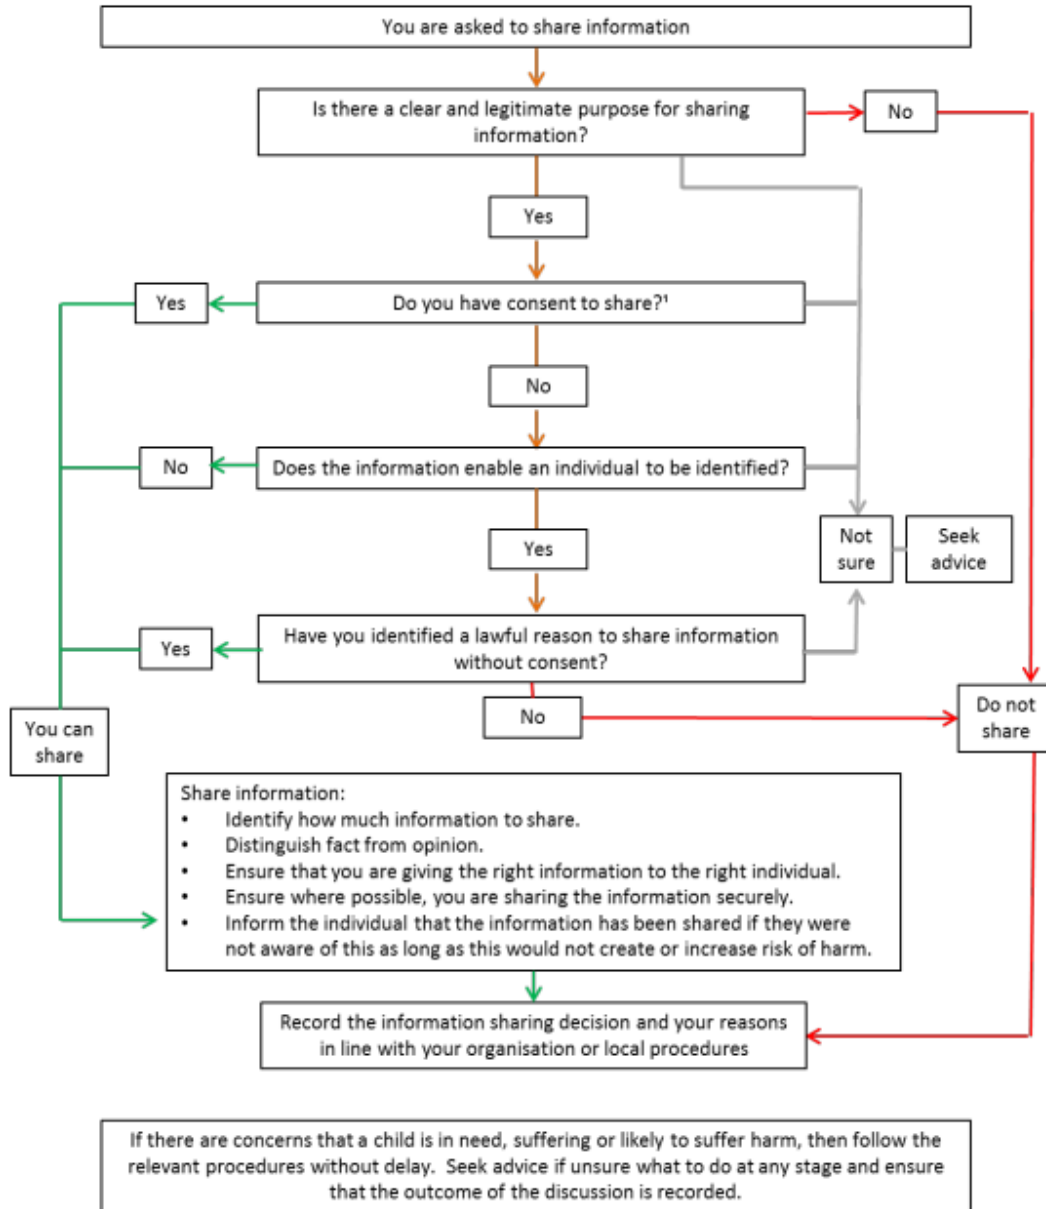 You are asked to share information
Is there a clear and legitimate purpose for sharing
information?
No
Yes
Do you have consent to share?¹
Yes
No
Does the information enable an individual to be identified?
No
Yes
Not
sure
Seek
advice
Have you identified a lawful reason to share information
without consent?
Yes
No
You can
share
Do not
share
Share information:
• Identify how much information to share.
• Distinguish fact from opinion.
• Ensure that you are giving the right information to the right individual.
• Ensure where possible, you are sharing the information securely.
• Inform the individual that the information has been shared if they were
not aware of this as long as this would not create or increase risk of harm.
Record the information sharing decision and your reasons
in line with your organisation or local procedures
If there are concerns that a child is in need, suffering or likely to suffer harm, then follow the
relevant procedures without delay. Seek advice if unsure what to do at any stage and ensure
that the outcome of the discussion is recorded.